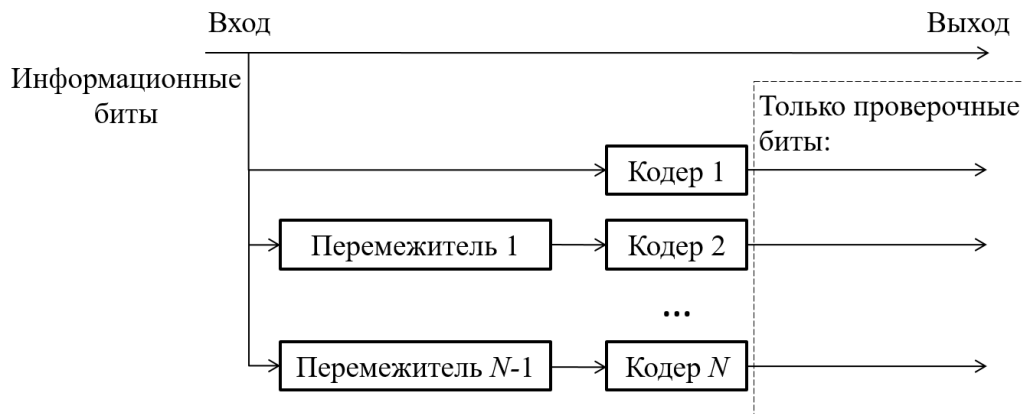 Вход
Выход
Информационные
биты
Только проверочные
биты:
Кодер 1
Перемежитель 1
Кодер 2
...
Перемежитель N-1
Кодер N